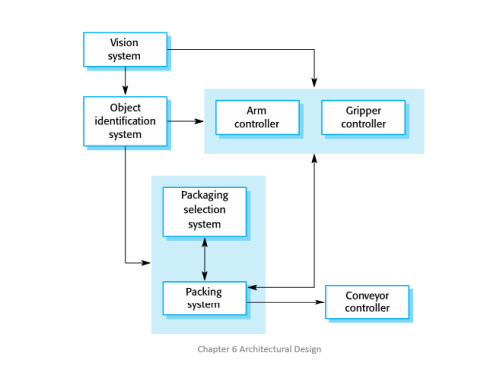 Vision
system
Object
identification
system
Arm
controller
Gripper
controller
Packaging
selection
system
Packing
system
Conveyor
controller
Chapter 6 Architectural Design